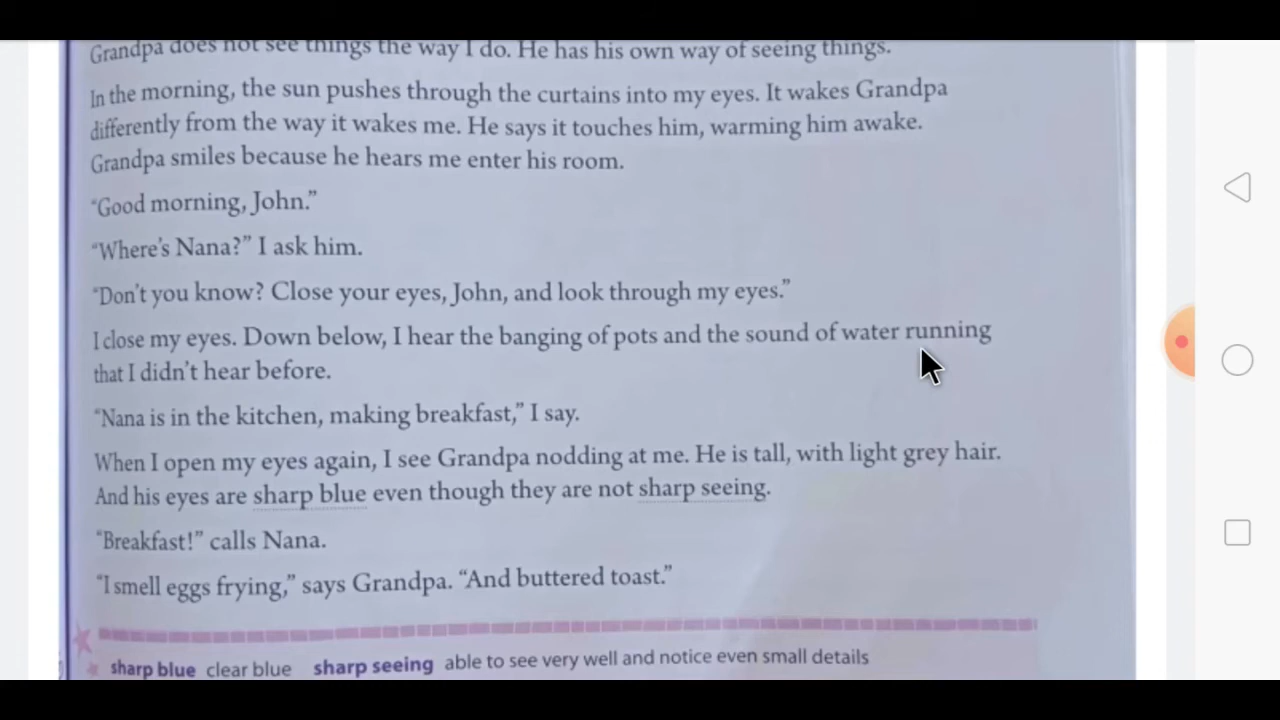 Grandpa does not see things the way I do. He has his own way of seeing things.
In the morning, the sun pushes through the curtains into my eyes. It wakes Grandpa
differently from the way it wakes me. He says it touches him, warming him awake.
Grandpa smiles because he hears me enter his room.
“Good morning, John.”
“Where’s Nana?” I ask him.
“Don’t you know? Close your eyes, John, and look through my eyes.”
I close my eyes. Down below, I hear the banging of pots and the sound of water running
that I didn’t hear before.
“Nana is in the kitchen, making breakfast,” I say.
When I open my eyes again, I see Grandpa nodding at me. He is tall, with light grey hair.
And his eyes are sharp blue even though they are not sharp seeing.
“Breakfast!” calls Nana.
“I smell eggs frying,” says Grandpa. “And buttered toast.”
sharp blue clear blue sharp seeing able to see very well and notice even small details